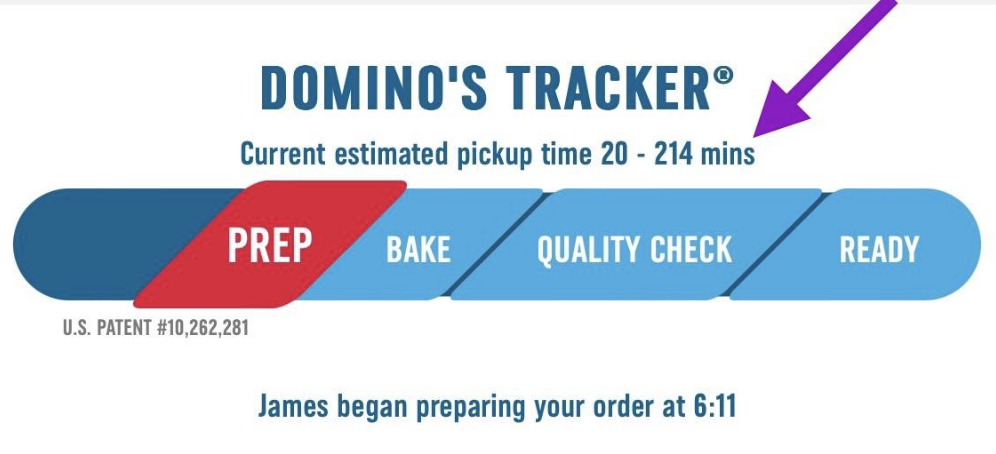 DOMINO'S TRACKER®
Current estimated pickup time 20 - 214 mins
PREP BAKE QUALITY CHECK READY
U.S. PATENT #10,262,281
James began preparing your order at 6:11